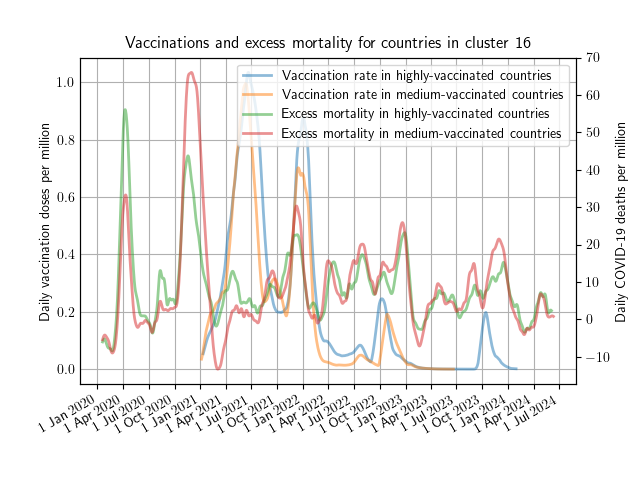 Vaccinations and excess mortality for countries in cluster 16
Vaccination rate in highly-vaccinated countries
Vaccination rate in medium-vaccinated countries
Excess mortality in highly-vaccinated countries
Excess mortality in medium-vaccinated countries
Daily vaccination doses per million
1.0
0.8
0.6
0.4
0.2
0.0
Daily COVID-19 deaths per million
70
60
50
40
30
20
10
0
−10
1 Jan 2020
1 Apr 2020
1 Jul 2020
1 Oct 2020
1 Jan 2021
1 Apr 2021
1 Jul 2021
1 Oct 2021
1 Jan 2022
1 Apr 2022
1 Jul 2022
1 Oct 2022
1 Jan 2023
1 Apr 2023
1 Jul 2023
1 Oct 2023
1 Jan 2024
1 Apr 2024
1 Jul 2024